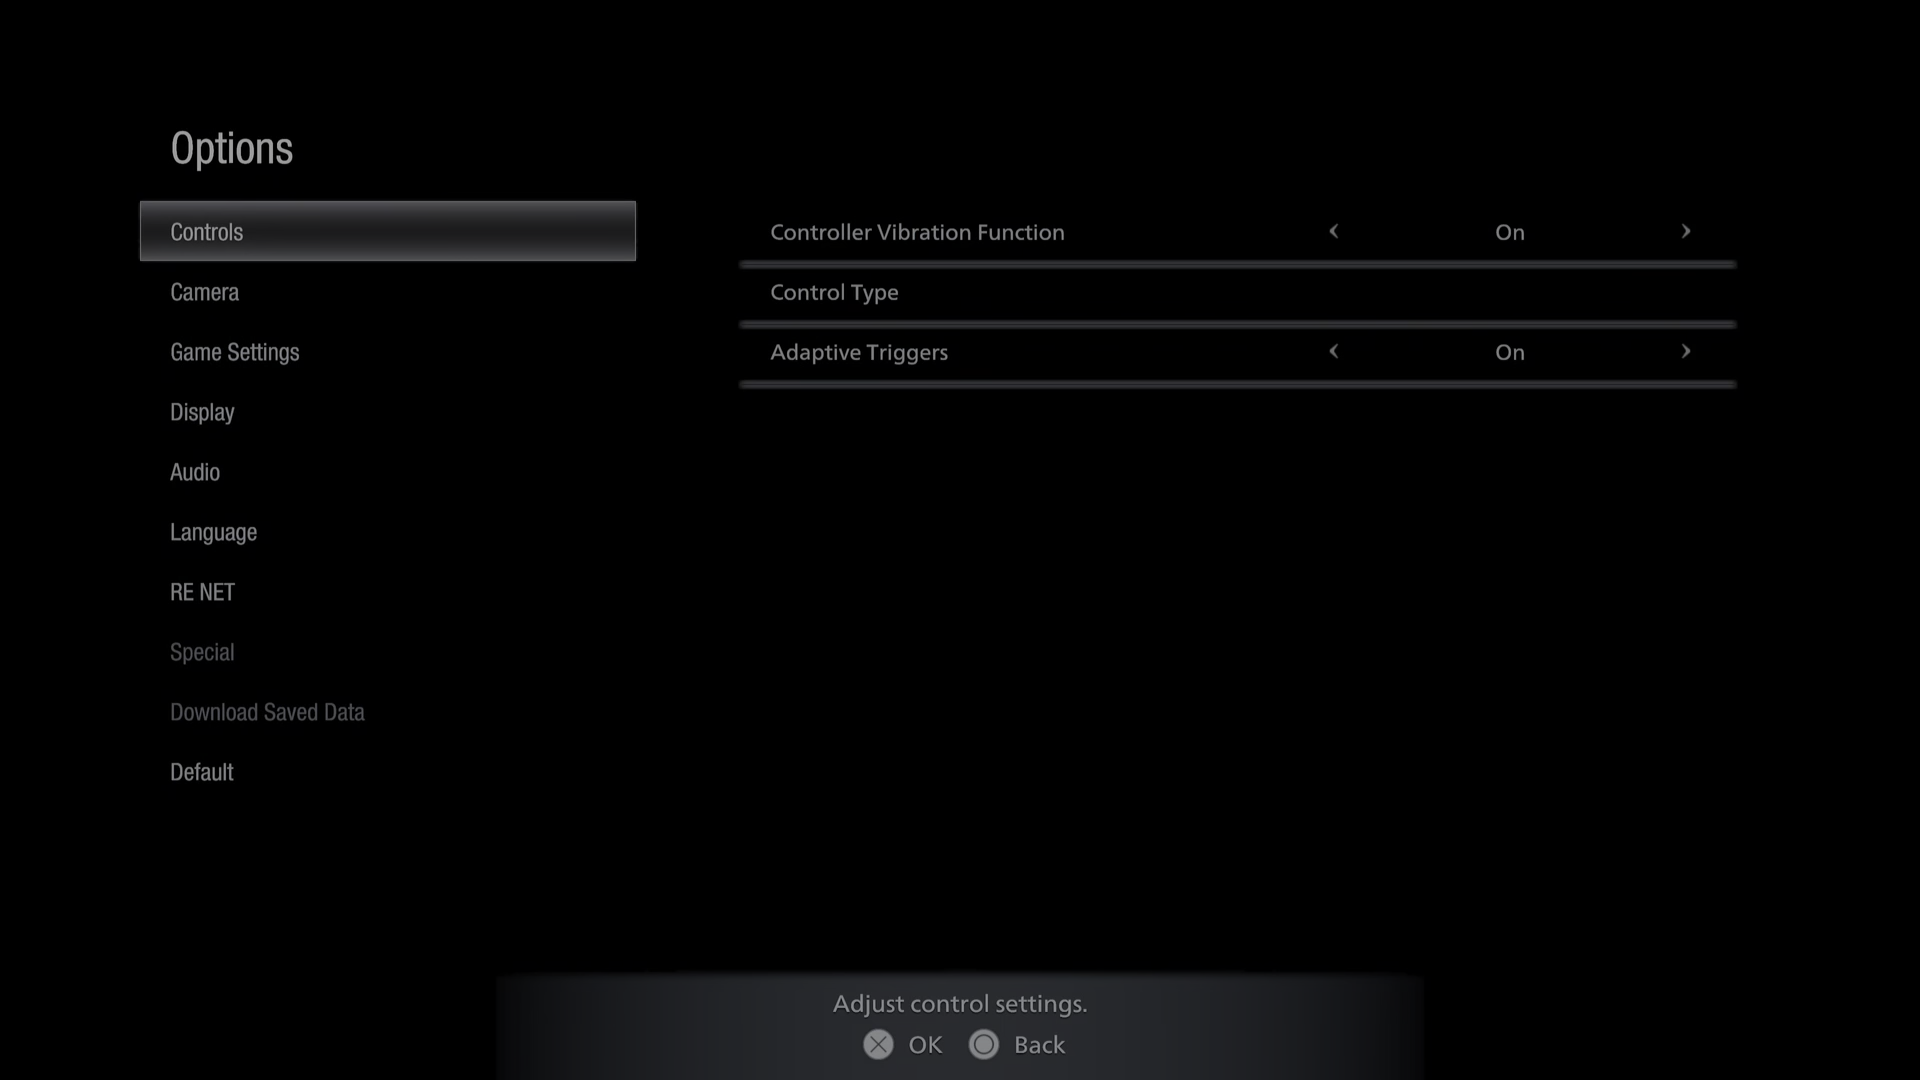 Options
Controls
Camera
Game Settings
Display
Audio
Language
RE NET
Special
Download Saved Data
Default
Controller Vibration Function On
Control Type
Adaptive Triggers On
Adjust control settings.
OK Back